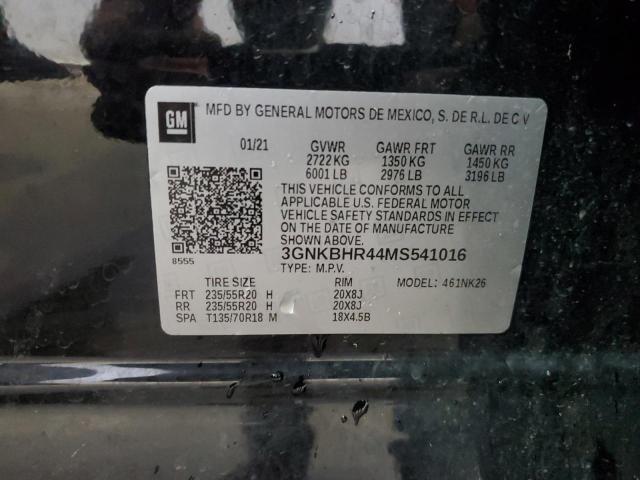 GM MFD BY GENERAL MOTORS DE MEXICO, S. DE R.L. DE C V
01/21 GVWR GAWR FRT GAWR RR
2722 KG 1350 KG 1450 KG
6001 LB 2976 LB 3196 LB
THIS VEHICLE CONFORMS TO ALL
APPLICABLE U.S. FEDERAL MOTOR
VEHICLE SAFETY STANDARDS IN EFFECT
ON THE DATE OF MANUFACTURE
SHOWN ABOVE.
3GNKBHR44MS541016
8555 TYPE: M.P.V.
TIRE SIZE RIM MODEL: 461NK26
FRT 235/55R20 H 20X8J
RR 235/55R20 H 20X8J
SPA T135/70R18 M 18X4.5B